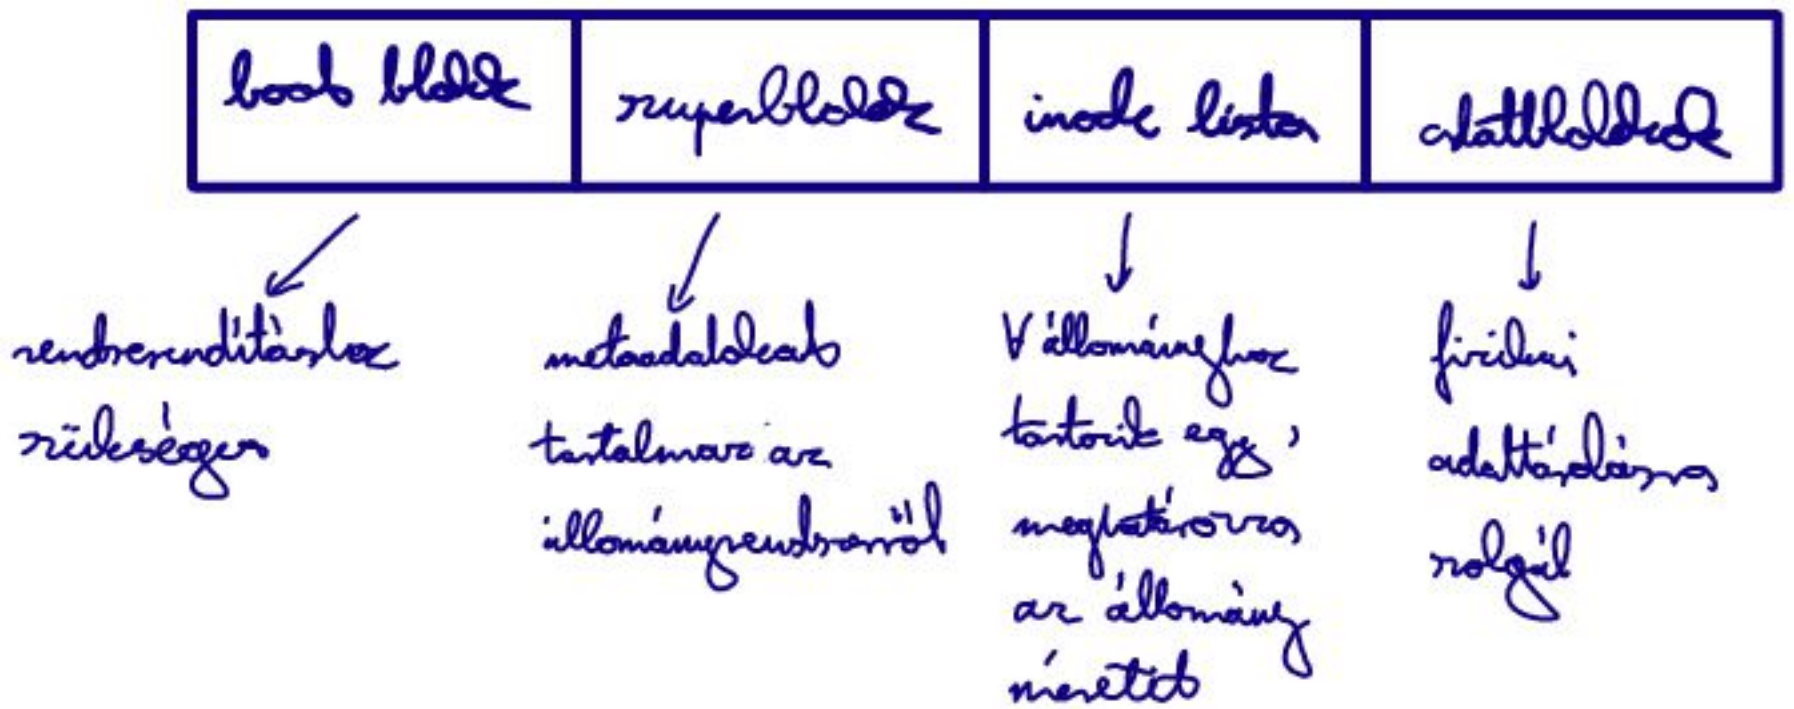 boot blokk
szuperblokk
inode lista
adatblokkok
rendszerindításhoz
szükséges
metaadatokat
tartalmaz az
állományrendszerről
∀ állományhoz
tartozik egy,
meghatározza
az állomány
méretét
fizikai
adattárolásra
szolgál